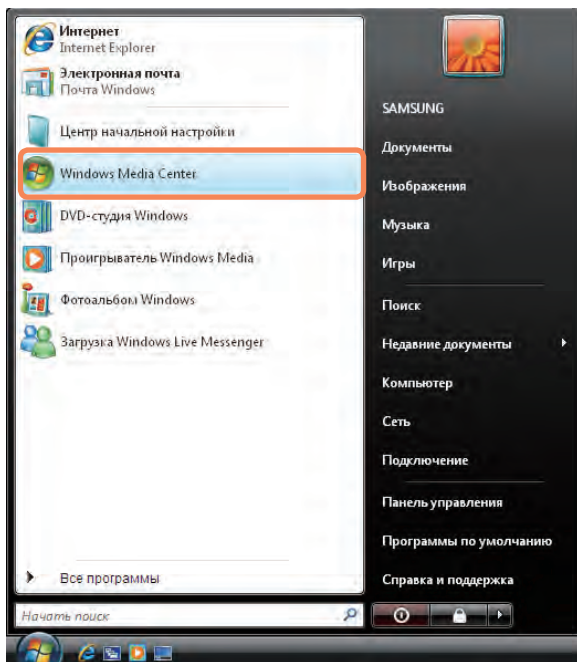 Интернет
Internet Explorer
Электронная почта
Почта Windows
Центр начальной настройки
Windows Media Center
DVD-студия Windows
Проигрыватель Windows Media
Фотоальбом Windows
Загрузка Windows Live Messenger
Все программы
Начать поиск
SAMSUNG
Документы
Изображения
Музыка
Игры
Поиск
Недавние документы
Компьютер
Сеть
Подключение
Панель управления
Программы по умолчанию
Справка и поддержка